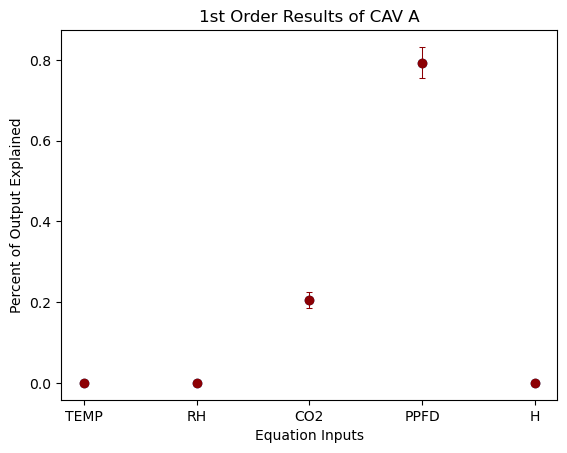 1st Order Results of CAV A
Percent of Output Explained
0.8
0.6
0.4
0.2
0.0
TEMP RH CO2 PPFD H
Equation Inputs